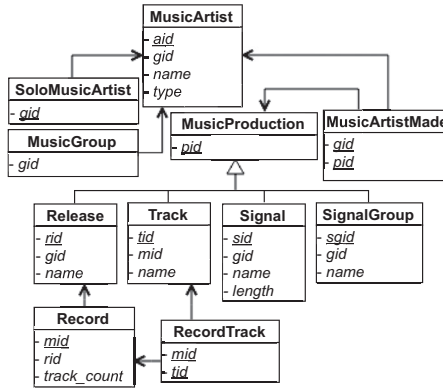 MusicArtist
- aid
- gid
- name
- type
SoloMusicArtist
- gid
MusicGroup
- gid
MusicProduction
- pid
MusicArtistMade
- gid
- pid
Release
- rid
- gid
- name
Track
- tid
- mid
- name
Signal
- sid
- gid
- name
- length
SignalGroup
- sgid
- gid
- name
Record
- mid
- rid
- track_count
RecordTrack
- mid
- tid